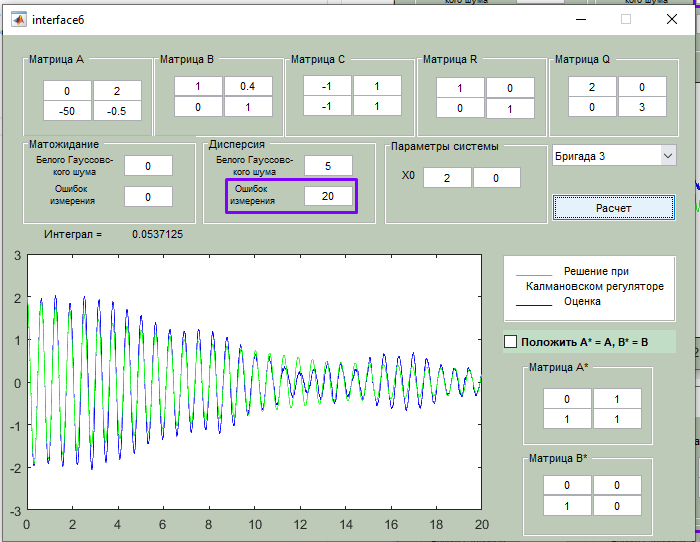 interface6
Матрица A
0 2
-50 -0.5
Матрица B
1 0.4
0 1
Матрица C
-1 1
-1 1
Матрица R
1 0
0 1
Матрица Q
2 0
0 3
Матожидание
Белого Гауссовс-
кого шума
0
Ошибок
измерения
0
Дисперсия
Белого Гауссовс-
кого шума
5
Ошибок
измерения
20
Параметры системы
X0 2 0
Бригада 3
Расчет
Интеграл = 0.0537125
3
2
1
0
-1
-2
-3
0 2 4 6 8 10 12 14 16 18 20
Решение при
Калмановом регуляторе
Оценка
Положить A* = A, B* = B
Матрица A*
0 1
1 1
Матрица B*
0 0
1 0